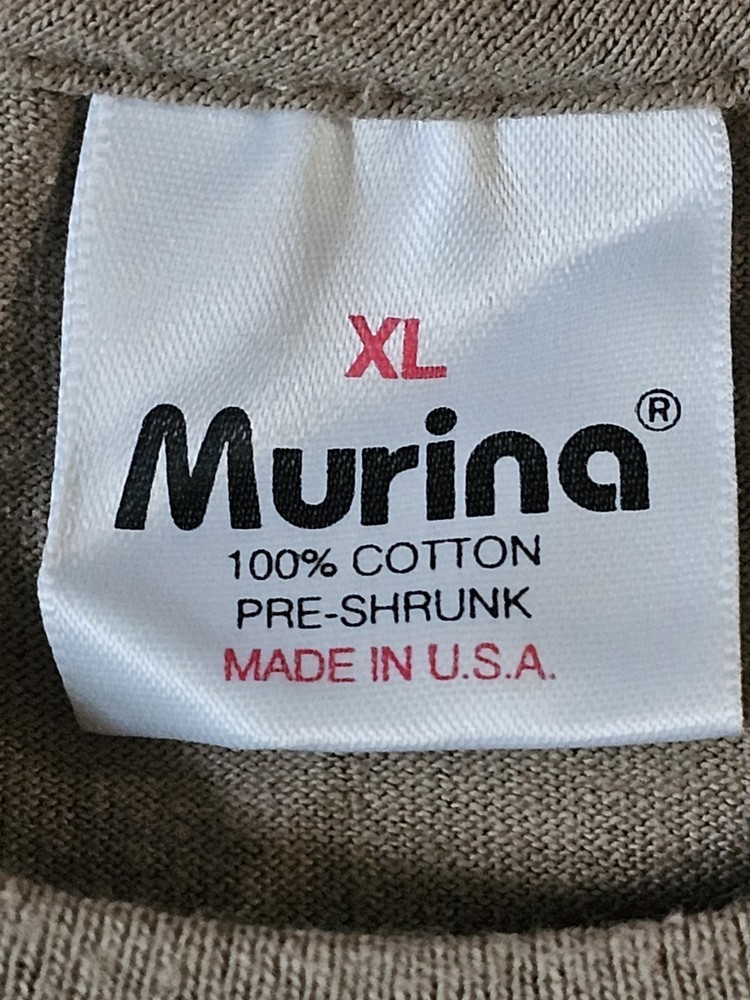 XL
Murina®
100% COTTON
PRE-SHRUNK
MADE IN U.S.A.